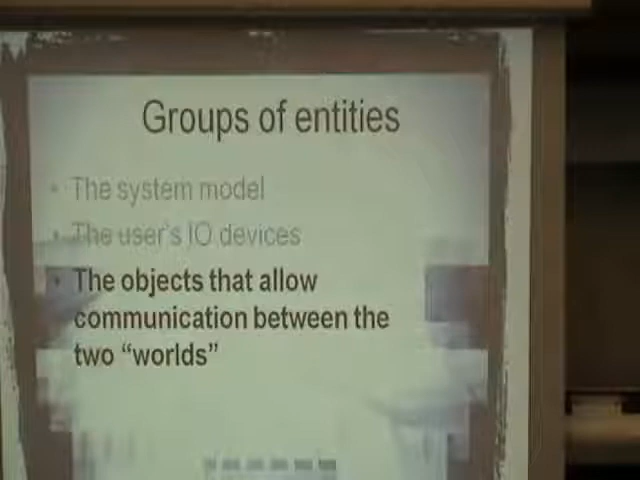 Groups of entities
• The system model
• The user's IO devices
• The objects that allow
communication between the
two “worlds”